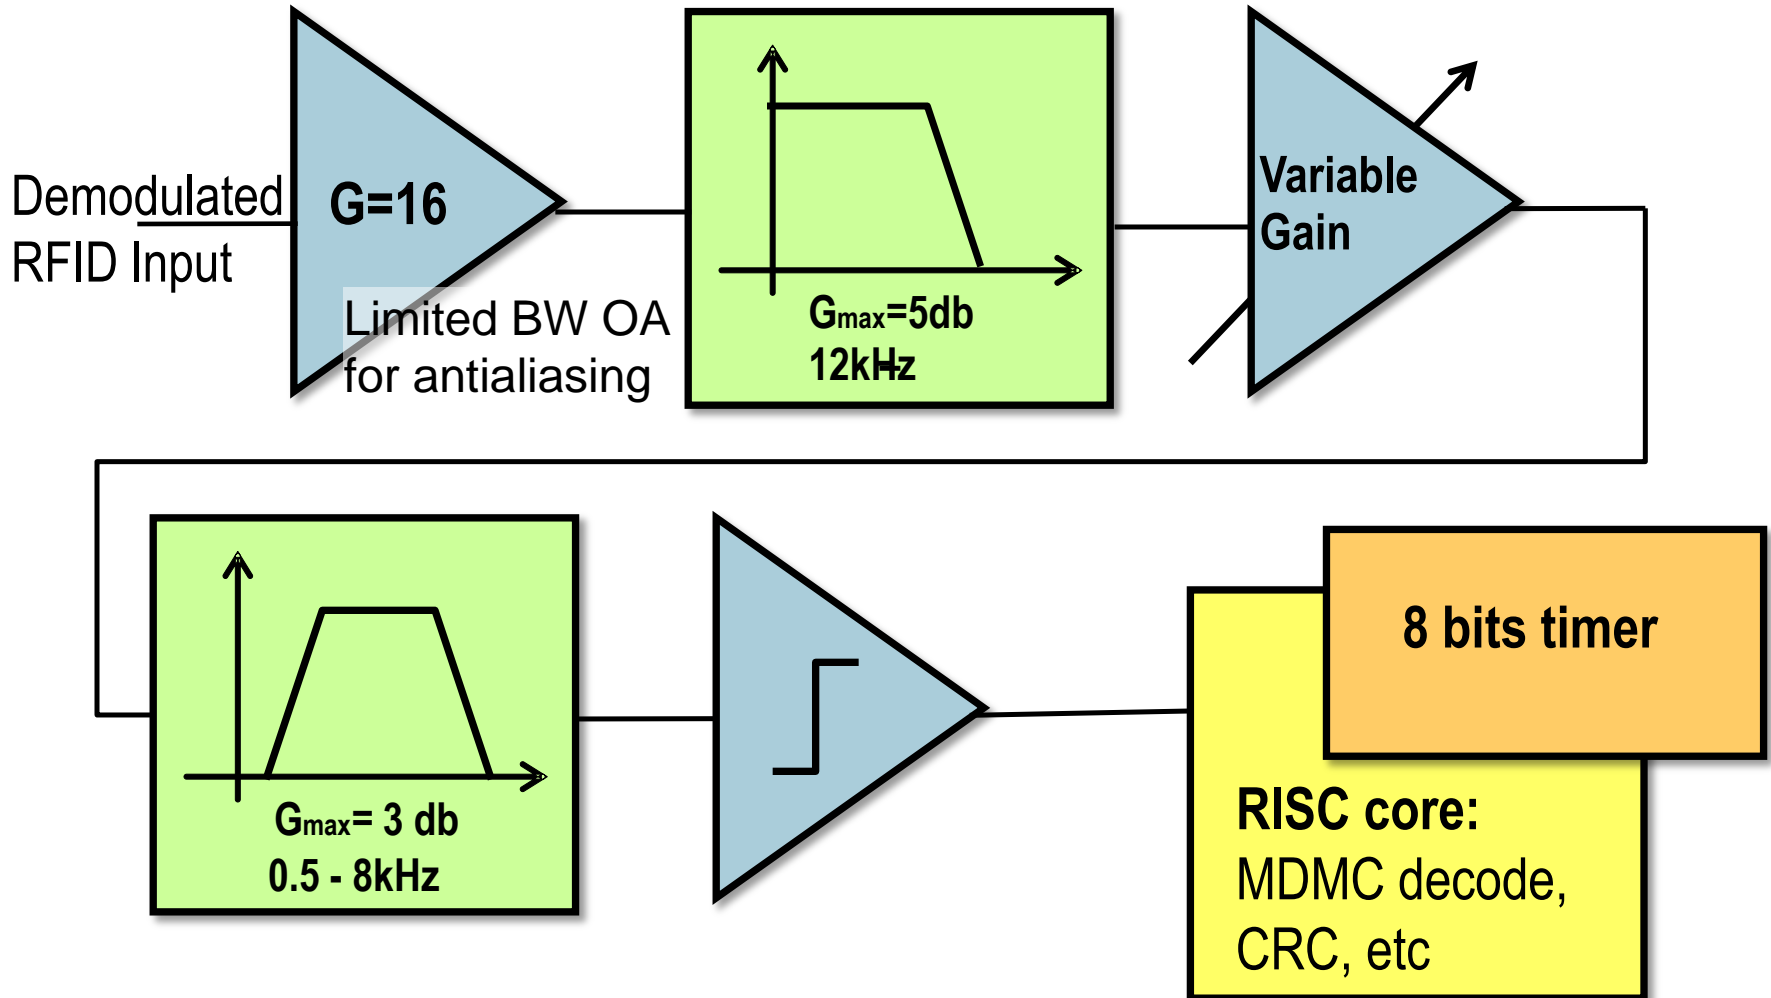 Demodulated
RFID Input
G=16
Limited BW OA
for antialiasing
Gmax=5db
12kHz
Variable
Gain
Gmax= 3 db
0.5 - 8kHz
8 bits timer
RISC core:
MDMC decode,
CRC, etc